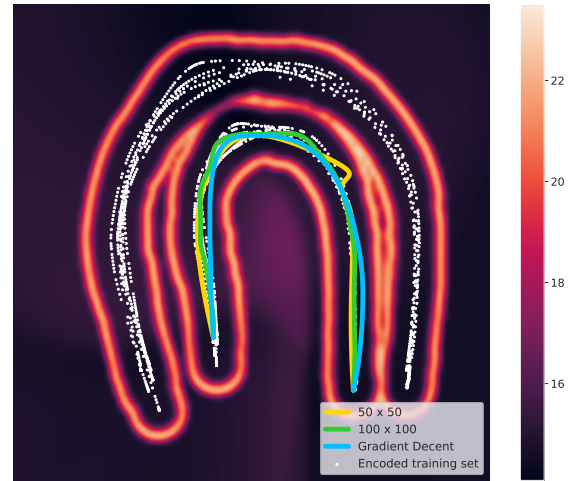 22
20
18
16
50 x 50
100 x 100
Gradient Decent
Encoded training set